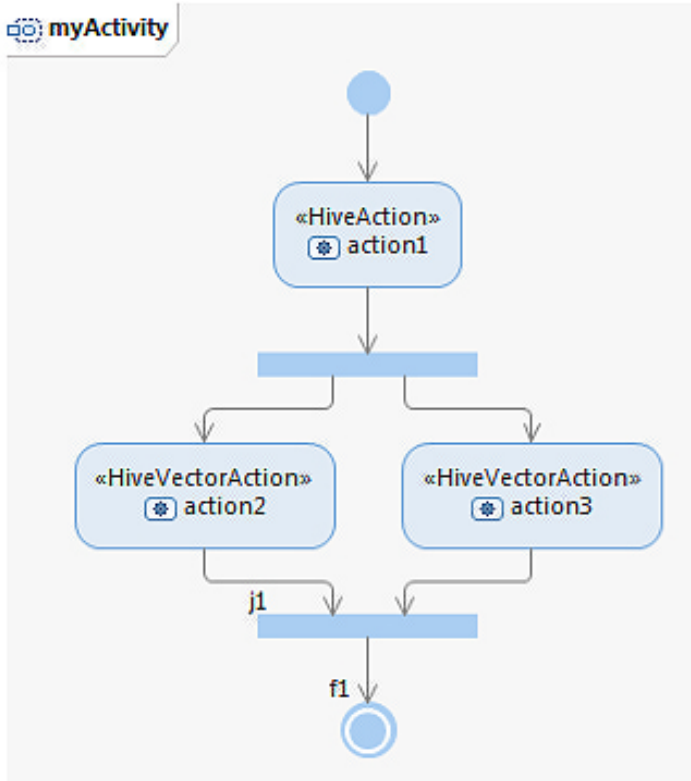 myActivity
«HiveAction»
action1
«HiveVectorAction»
action2
«HiveVectorAction»
action3
j1
f1